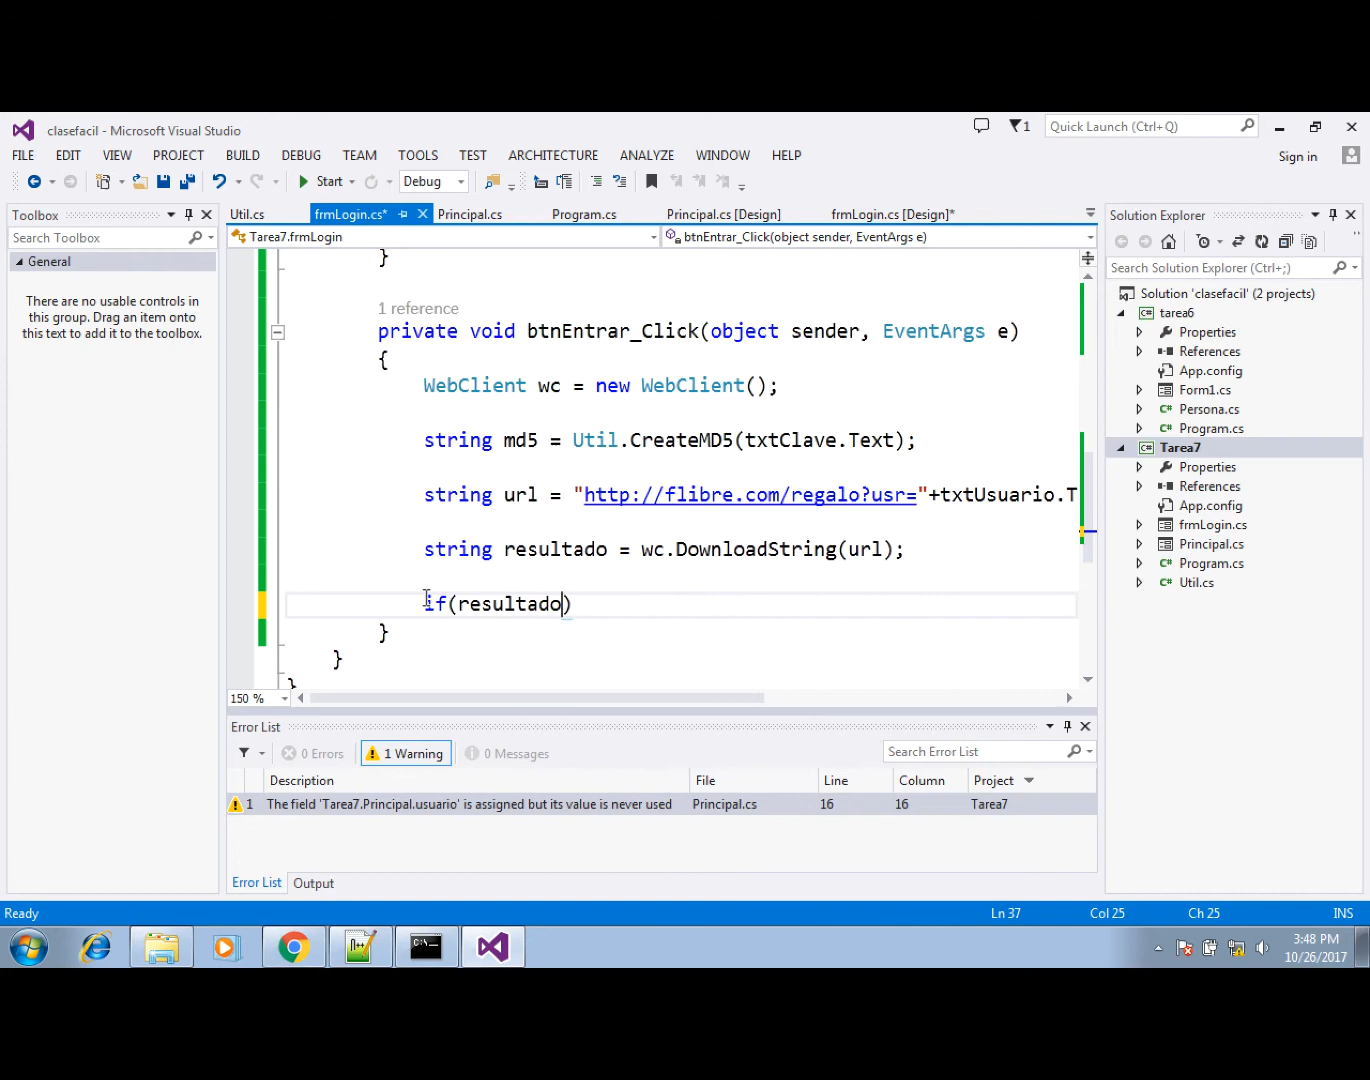 clasefacil - Microsoft Visual Studio
1
Quick Launch (Ctrl+Q)
FILE EDIT VIEW PROJECT BUILD DEBUG TEAM TOOLS TEST ARCHITECTURE ANALYZE WINDOW HELP
Sign in
Start Debug
Toolbox
Search Toolbox
General
There are no usable controls in
this group. Drag an item onto
this text to add it to the toolbox.
Util.cs frmLogin.cs* Principal.cs Program.cs Principal.cs [Design] frmLogin.cs [Design]*
Tarea7.frmLogin btnEntrar_Click(object sender, EventArgs e)
}
1 reference
private void btnEntrar_Click(object sender, EventArgs e)
{
WebClient wc = new WebClient();
string md5 = Util.CreateMD5(txtClave.Text);
string url = "http://flibre.com/regalo?usr="+txtUsuario.T
string resultado = wc.DownloadString(url);
if(resultado)
}
}
}
150 %
Error List
0 Errors 1 Warning 0 Messages
Search Error List
Description File Line Column Project
1 The field 'Tarea7.Principal.usuario' is assigned but its value is never used Principal.cs 16 16 Tarea7
Error List Output
Solution Explorer
Search Solution Explorer (Ctrl+;)
Solution 'clasefacil' (2 projects)
tarea6
Properties
References
App.config
Form1.cs
C# Persona.cs
C# Program.cs
Tarea7
Properties
References
App.config
frmLogin.cs
Principal.cs
C# Program.cs
C# Util.cs
Ready Ln 37 Col 25 Ch 25 INS
3:48 PM
10/26/2017